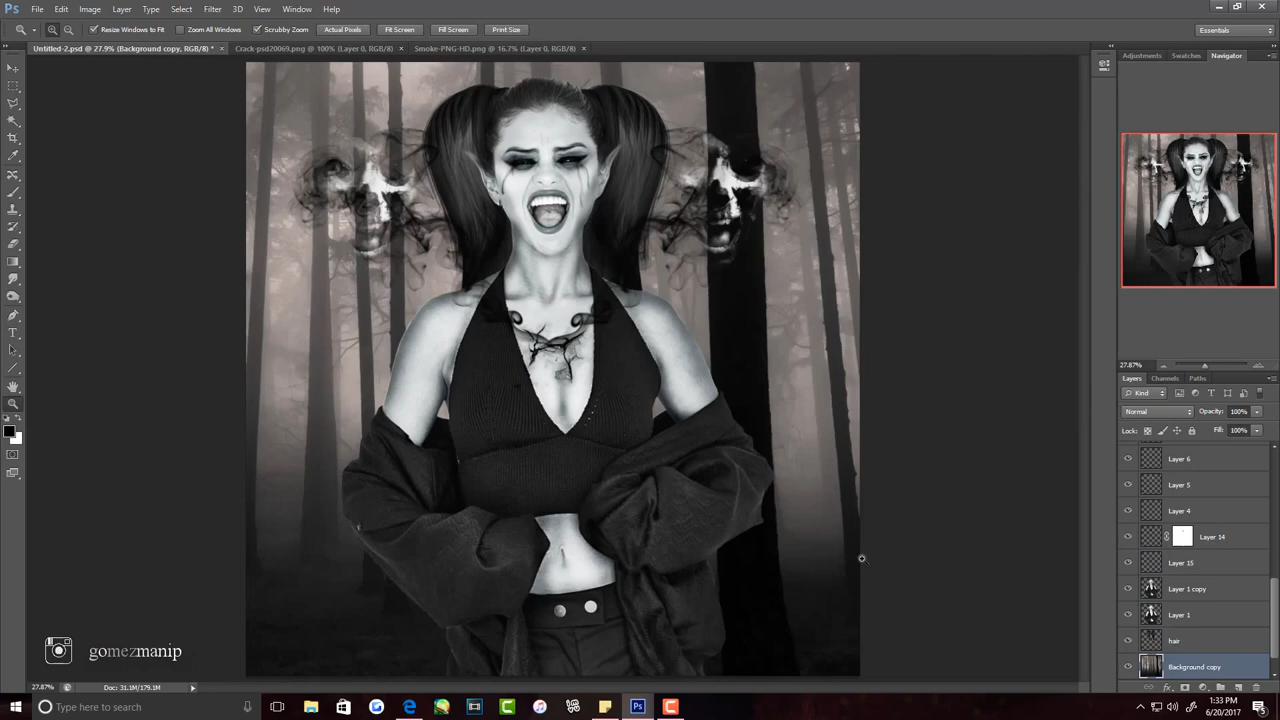 Ps File Edit Image Layer Type Select Filter 3D View Window Help
Resize Windows to Fit Zoom All Windows Scrubby Zoom Actual Pixels Fit Screen Fill Screen Print Size Essentials
Untitled-2.psd @ 27.9% (Background copy, RGB/8) * × Crack-psd20069.png @ 100% (Layer 0, RGB/8) × Smoke-PNG-HD.png @ 16.7% (Layer 0, RGB/8) ×
Adjustments Swatches Navigator
27.87%
Layers Channels Paths
Kind
Normal Opacity: 100%
Lock: Fill: 100%
Layer 6
Layer 5
Layer 4
Layer 14
Layer 15
Layer 1 copy
Layer 1
hair
Background copy
gomezmanip
27.87% Doc: 31.1M/179.1M
Type here to search
Ps
1:33 PM
6/20/2017